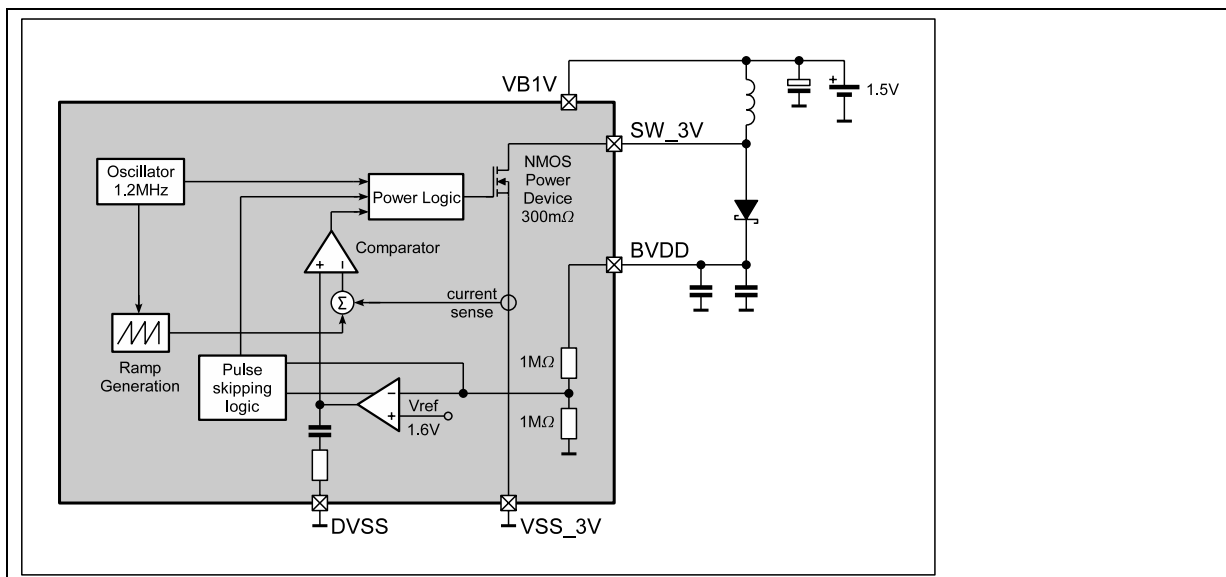 VB1V
+
1.5V
SW_3V
Oscillator
1.2MHz
Power Logic
NMOS
Power
Device
300mΩ
Comparator
+ −
BVDD
Σ
current
sense
Ramp
Generation
Pulse
skipping
logic
−
+
Vref
1.6V
1MΩ
1MΩ
DVSS
VSS_3V